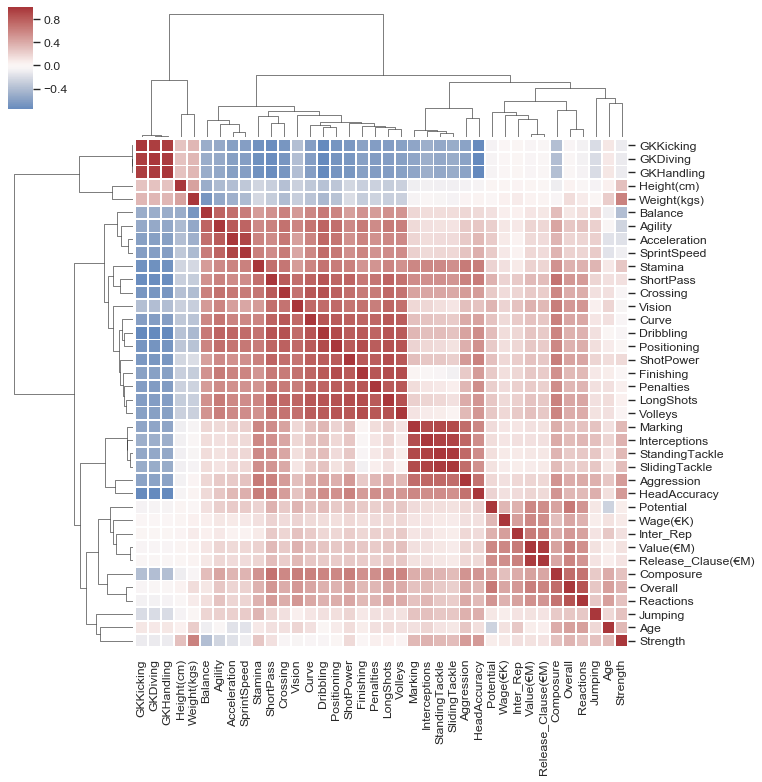 0.8
0.0
−0.4
GKKicking
GKDiving
GKHandling
Height(cm)
Weight(kgs)
Balance
Agility
Acceleration
SprintSpeed
Stamina
ShortPass
Crossing
Vision
Curve
Dribbling
Positioning
ShotPower
Finishing
Penalties
LongShots
Volleys
Marking
Interceptions
StandingTackle
SlidingTackle
Aggression
HeadAccuracy
Potential
Wage(€K)
Inter_Rep
Value(€M)
Release_Clause(€M)
Composure
Overall
Reactions
Jumping
Age
Strength
GKKicking
GKDiving
GKHandling
Height(cm)
Weight(kgs)
Balance
Agility
Acceleration
SprintSpeed
Stamina
ShortPass
Crossing
Vision
Curve
Dribbling
Positioning
ShotPower
Finishing
Penalties
LongShots
Volleys
Marking
Interceptions
StandingTackle
SlidingTackle
Aggression
HeadAccuracy
Potential
Wage(€K)
Inter_Rep
Value(€M)
Release_Clause(€M)
Composure
Overall
Reactions
Jumping
Age
Strength